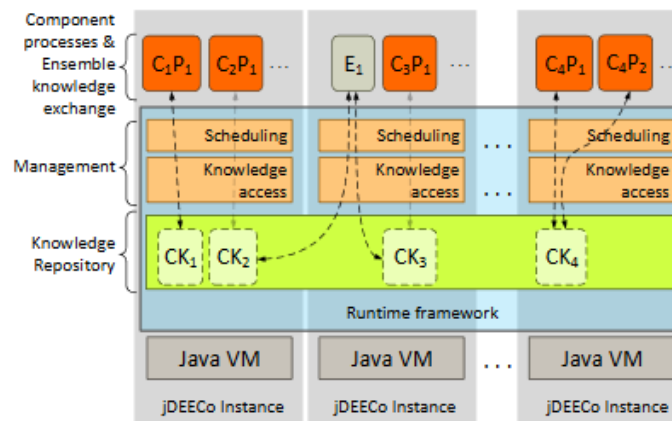 Component
processes &
Ensemble
knowledge
exchange
C1P1
C2P1
...
E1
C3P1
...
C4P1
C4P2
...
Management
Scheduling
Scheduling
...
Scheduling
Knowledge
access
Knowledge
access
...
Knowledge
access
Knowledge
Repository
CK1
CK2
CK3
CK4
Runtime framework
Java VM
Java VM
...
Java VM
jDEECo Instance
jDEECo Instance
jDEECo Instance